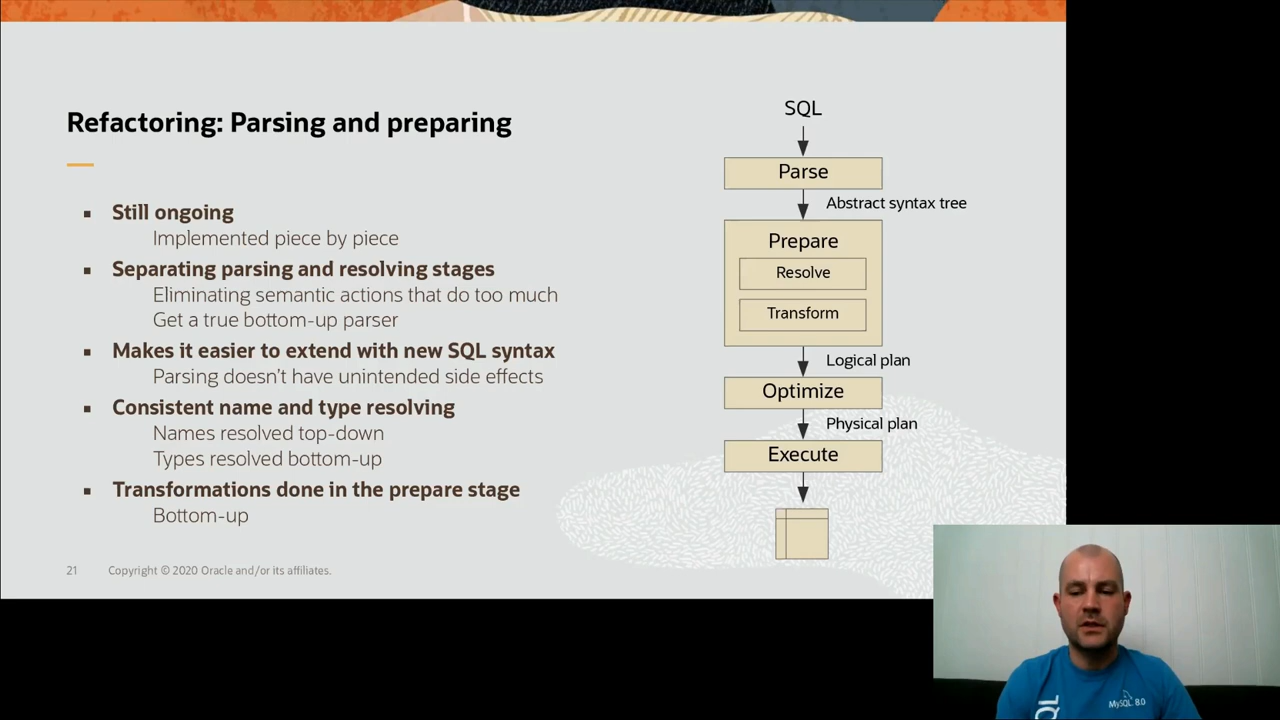 Refactoring: Parsing and preparing
Still ongoing
Implemented piece by piece
Separating parsing and resolving stages
Eliminating semantic actions that do too much
Get a true bottom-up parser
Makes it easier to extend with new SQL syntax
Parsing doesn't have unintended side effects
Consistent name and type resolving
Names resolved top-down
Types resolved bottom-up
Transformations done in the prepare stage
Bottom-up
21 Copyright © 2020 Oracle and/or its affiliates.
SQL
Parse
Abstract syntax tree
Prepare
Resolve
Transform
Logical plan
Optimize
Physical plan
Execute
QL
MySQL 8.0